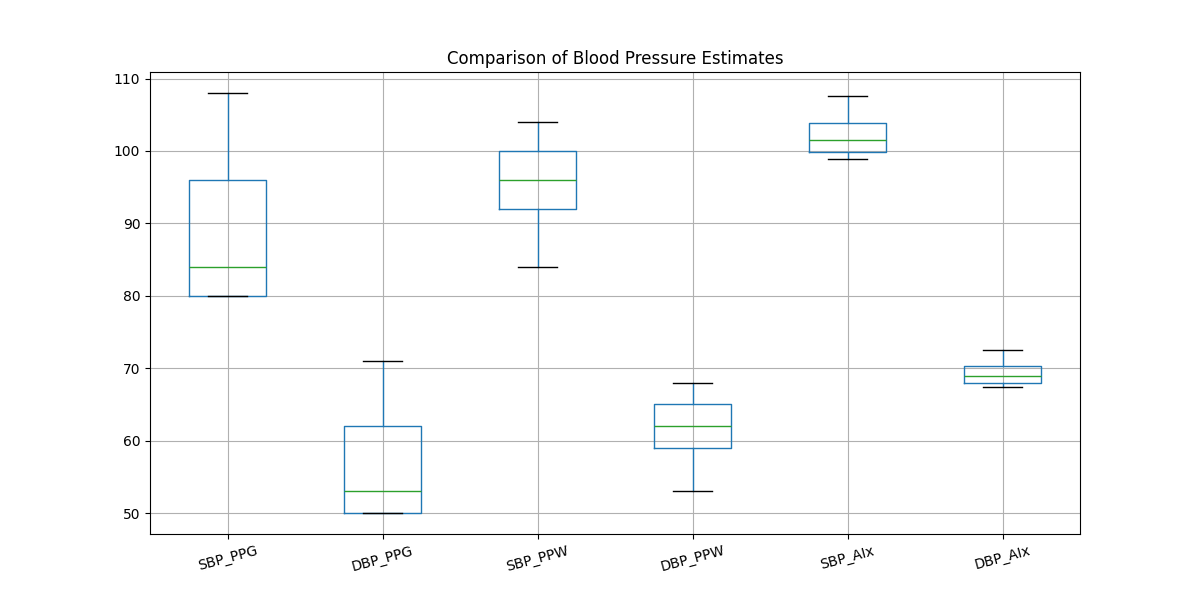 Comparison of Blood Pressure Estimates
110
100
90
80
70
60
50
SBP_PPG
DBP_PPG
SBP_PPW
DBP_PPW
SBP_AIx
DBP_AIx